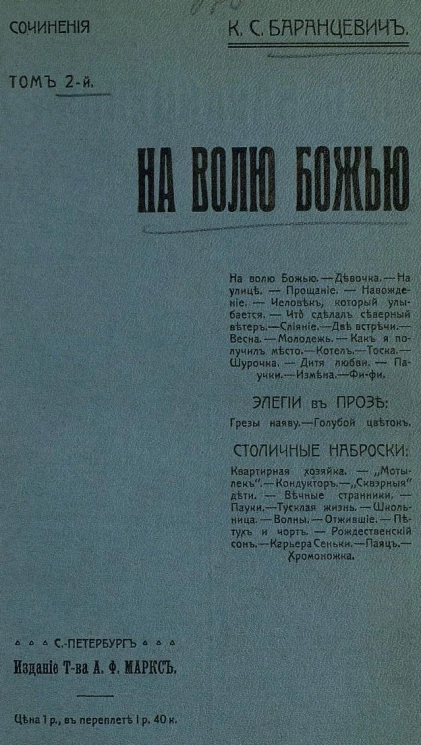 СОЧИНЕНІЯ
К. С. БАРАНЦЕВИЧЪ.
ТОМЪ 2-й.
НА ВОЛЮ БОЖЬЮ
На волю Божью. — Дѣвочка. — На
улицѣ. — Прощаніе. — Навожде-
ніе. — Человѣкъ, который улы-
бается. — Что сдѣлалъ сѣверный
вѣтеръ. — Сліяніе. — Двѣ встрѣчи. —
Весна. — Молодежь. — Какъ я по-
лучилъ мѣсто. — Котелъ. — Тоска. —
Шурочка. — Дитя любви. — Па-
учки. — Измѣна. — Фи-фи.
ЭЛЕГІИ въ ПРОЗѢ:
Грезы наяву. — Голубой цвѣтокъ.
СТОЛИЧНЫЕ НАБРОСКИ:
Квартирная хозяйка. — „Моты-
лекъ“. — Кондукторъ. — „Скверныя“
дѣти. — Вѣчные странники. —
Пауки. — Тусклая жизнь. — Школь-
ница. — Волны. — Отжившіе. — Пѣ-
тухъ и чортъ. — Рождественскій
сонъ. — Карьера Сеньки. — Паяцъ. —
Хромоножка.
С.-ПЕТЕРБУРГЪ
Изданіе Т-ва А. Ф. МАРКСЪ.
Цѣна 1 р., въ переплетѣ 1 р. 40 к.